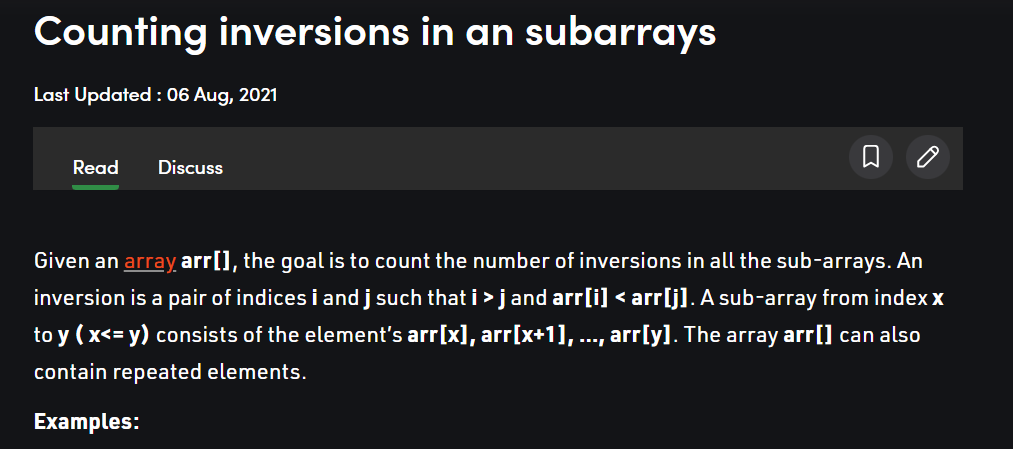 Counting inversions in an subarrays
Last Updated : 06 Aug, 2021
Read Discuss
Given an array arr[], the goal is to count the number of inversions in all the sub-arrays. An
inversion is a pair of indices i and j such that i > j and arr[i] < arr[j]. A sub-array from index x
to y ( x<= y) consists of the element’s arr[x], arr[x+1], …, arr[y]. The array arr[] can also
contain repeated elements.
Examples: